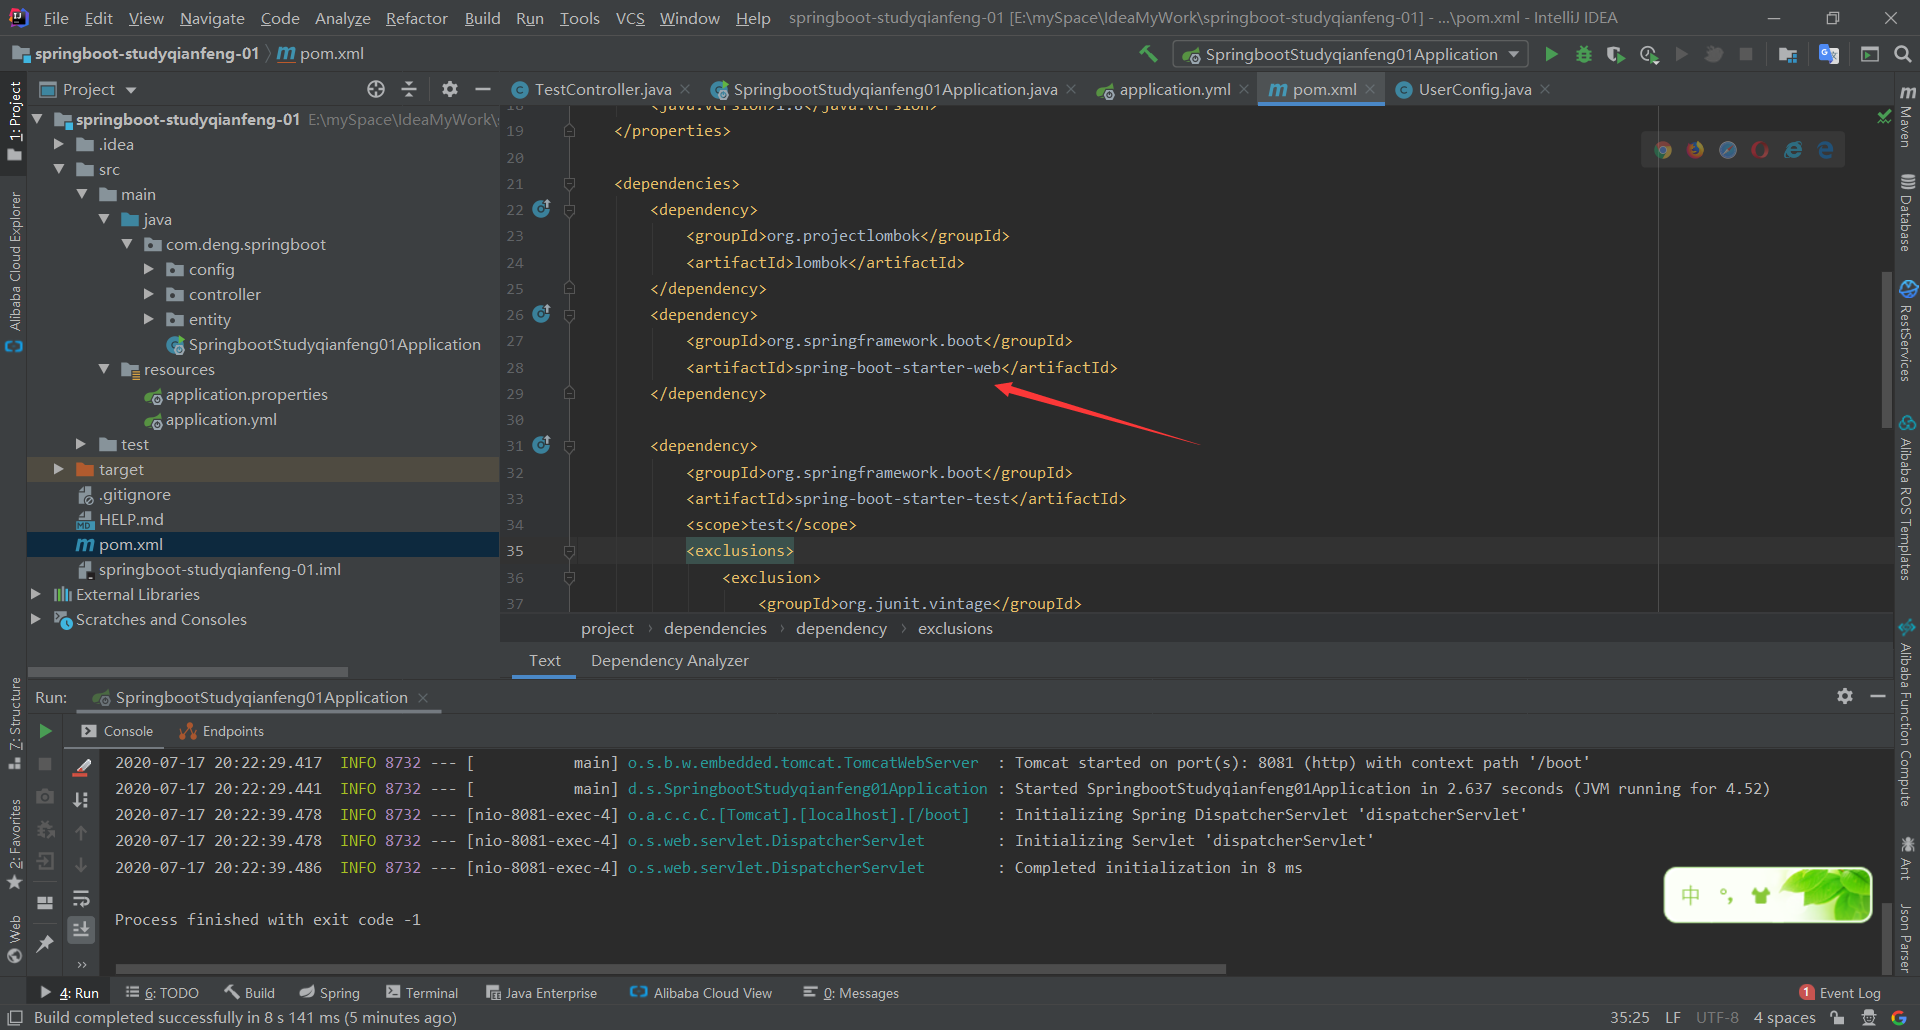 File Edit View Navigate Code Analyze Refactor Build Run Tools VCS Window Help springboot-studyqianfeng-01 [E:\mySpace\IdeaMyWork\springboot-studyqianfeng-01] - ...\pom.xml - IntelliJ IDEA
springboot-studyqianfeng-01 pom.xml
SpringbootStudyqianfeng01Application
Project
TestController.java SpringbootStudyqianfeng01Application.java application.yml pom.xml UserConfig.java
springboot-studyqianfeng-01 E:\mySpace\IdeaMyWork\
.idea
src
main
java
com.deng.springboot
config
controller
entity
SpringbootStudyqianfeng01Application
resources
application.properties
application.yml
test
target
.gitignore
HELP.md
pom.xml
springboot-studyqianfeng-01.iml
External Libraries
Scratches and Consoles
18 <java.version>1.8</java.version>
19 </properties>
20
21 <dependencies>
22 <dependency>
23 <groupId>org.projectlombok</groupId>
24 <artifactId>lombok</artifactId>
25 </dependency>
26 <dependency>
27 <groupId>org.springframework.boot</groupId>
28 <artifactId>spring-boot-starter-web</artifactId>
29 </dependency>
30
31 <dependency>
32 <groupId>org.springframework.boot</groupId>
33 <artifactId>spring-boot-starter-test</artifactId>
34 <scope>test</scope>
35 <exclusions>
36 <exclusion>
37 <groupId>org.junit.vintage</groupId>
project dependencies dependency exclusions
Text Dependency Analyzer
1: Project
Alibaba Cloud Explorer
7: Structure
2: Favorites
Web
Maven
Database
RestServices
Alibaba ROS Templates
Alibaba Function Compute
Ant
Json Parser
Run: SpringbootStudyqianfeng01Application
Console Endpoints
2020-07-17 20:22:29.417 INFO 8732 --- [ main] o.s.b.w.embedded.tomcat.TomcatWebServer : Tomcat started on port(s): 8081 (http) with context path '/boot'
2020-07-17 20:22:29.441 INFO 8732 --- [ main] d.s.SpringbootStudyqianfeng01Application : Started SpringbootStudyqianfeng01Application in 2.637 seconds (JVM running for 4.52)
2020-07-17 20:22:39.478 INFO 8732 --- [nio-8081-exec-4] o.a.c.c.C.[Tomcat].[localhost].[/boot] : Initializing Spring DispatcherServlet 'dispatcherServlet'
2020-07-17 20:22:39.478 INFO 8732 --- [nio-8081-exec-4] o.s.web.servlet.DispatcherServlet : Initializing Servlet 'dispatcherServlet'
2020-07-17 20:22:39.486 INFO 8732 --- [nio-8081-exec-4] o.s.web.servlet.DispatcherServlet : Completed initialization in 8 ms
Process finished with exit code -1
中 °,
4: Run 6: TODO Build Spring Terminal Java Enterprise Alibaba Cloud View 0: Messages 1 Event Log
Build completed successfully in 8 s 141 ms (5 minutes ago) 35:25 LF UTF-8 4 spaces